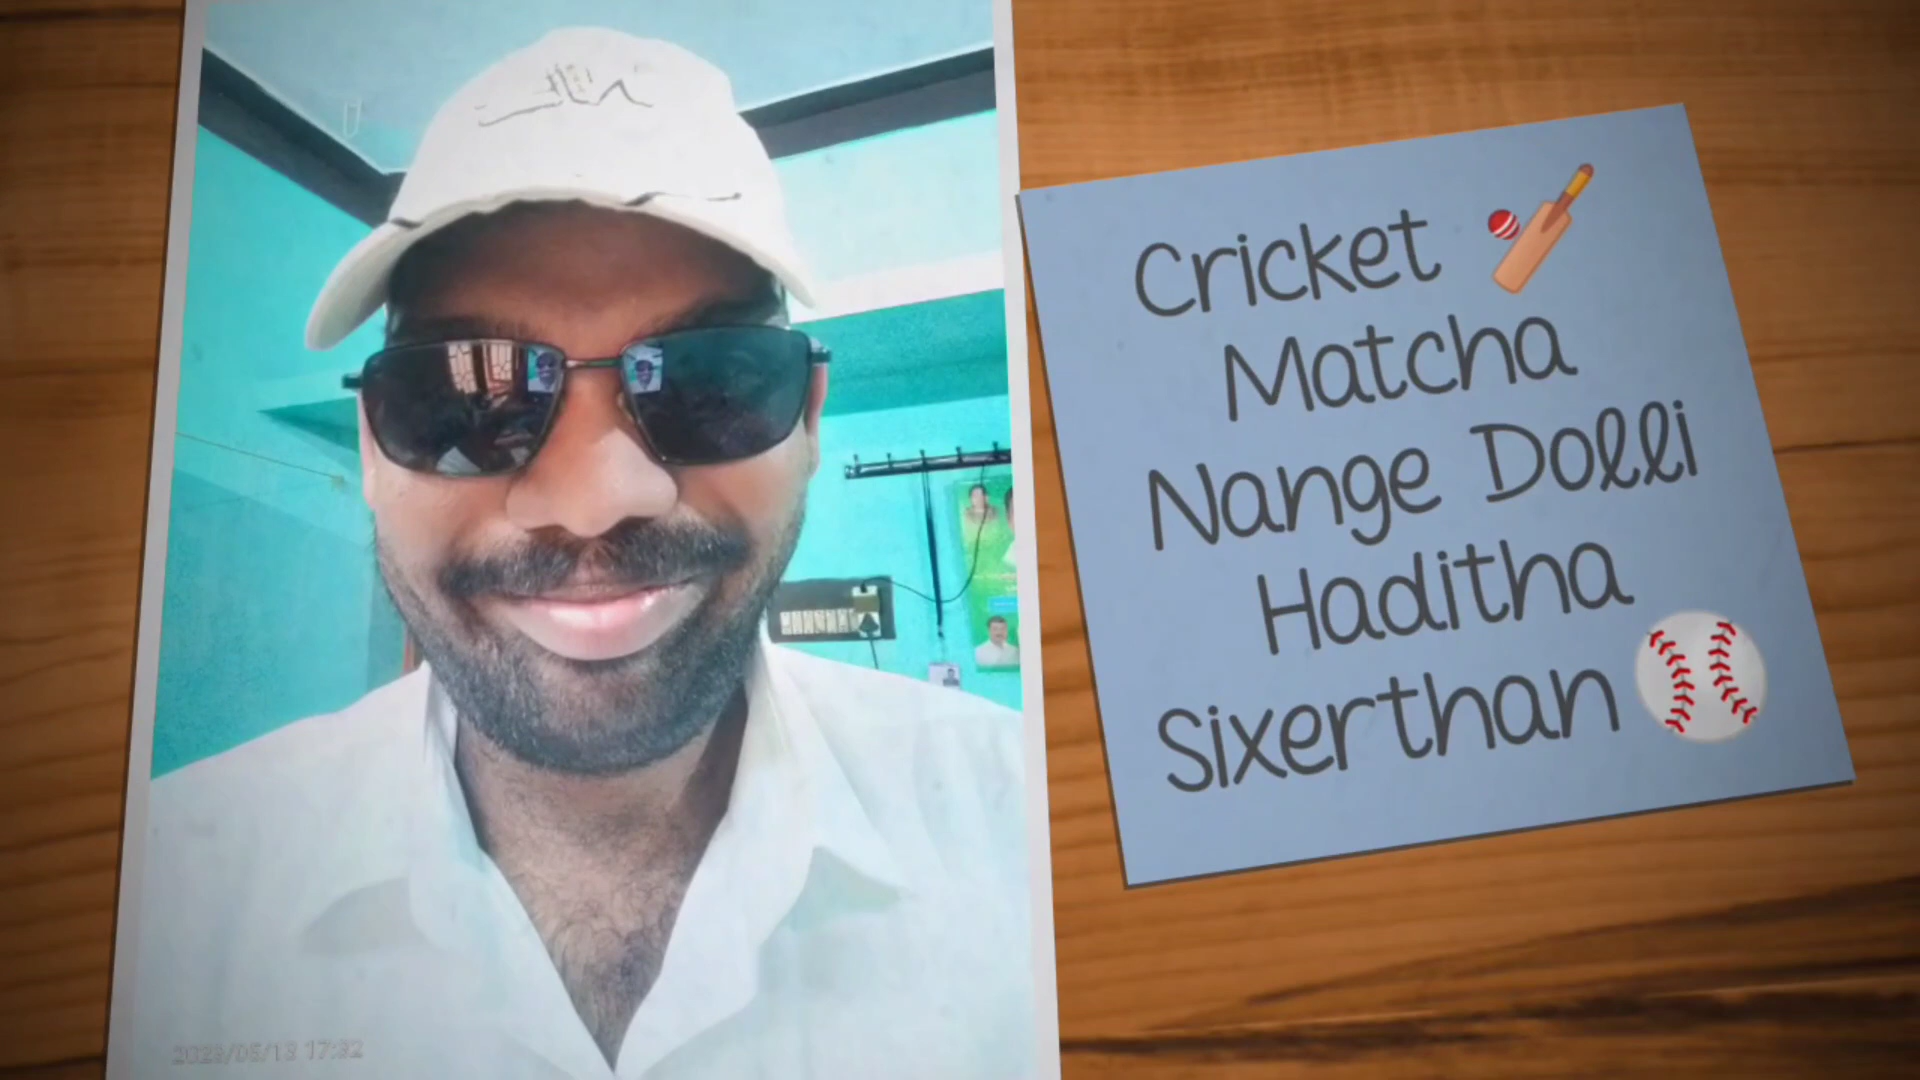 Cricket
Matcha
Nange Dolli
Haditha
Sixerthan